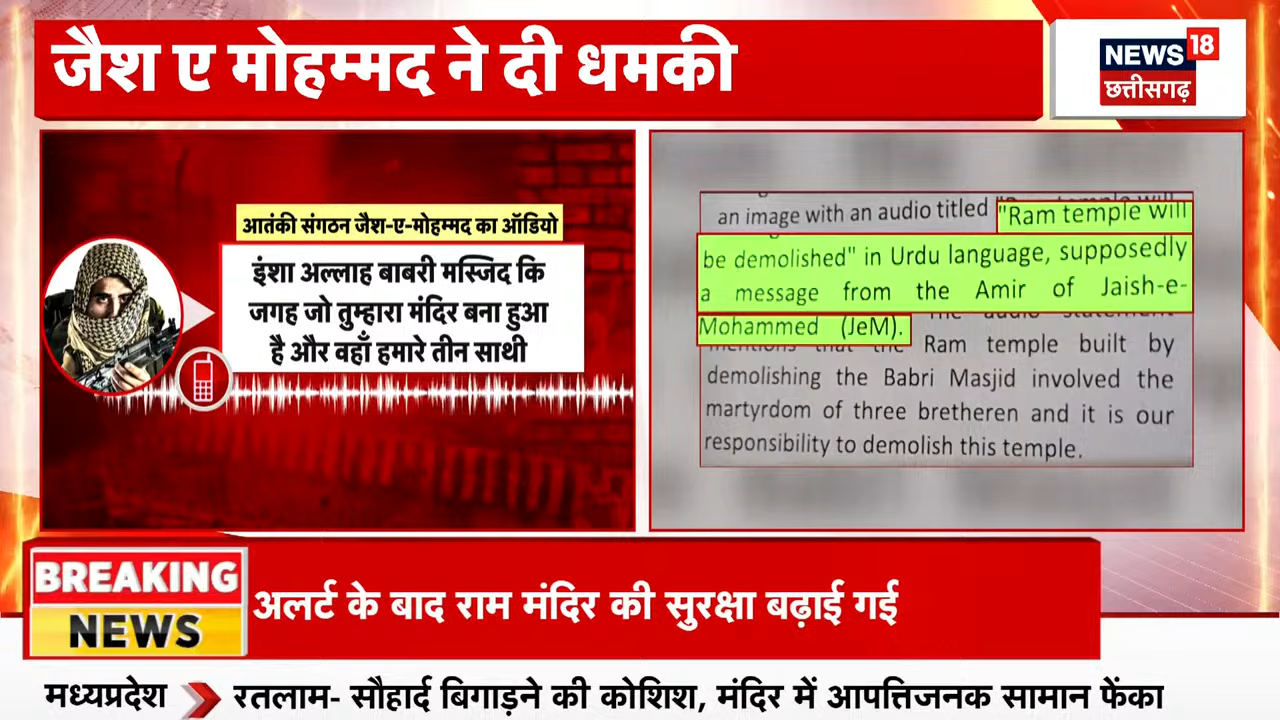 जैश ए मोहम्मद ने दी धमकी
NEWS 18
छत्तीसगढ़
आतंकी संगठन जैश-ए-मोहम्मद का ऑडियो
इंशा अल्लाह बाबरी मस्जिद कि
जगह जो तुम्हारा मंदिर बना हुआ
है और वहाँ हमारे तीन साथी
an image with an audio titled
"Ram temple will
be demolished" in Urdu language, supposedly
a message from the Amir of Jaish-e-
Mohammed (JeM).
Ram temple built by
demolishing the Babri Masjid involved the
martyrdom of three bretheren and it is our
responsibility to demolish this temple.
BREAKING
NEWS
अलर्ट के बाद राम मंदिर की सुरक्षा बढ़ाई गई
मध्यप्रदेश
रतलाम- सौहार्द बिगाड़ने की कोशिश, मंदिर में आपत्तिजनक सामान फेंका